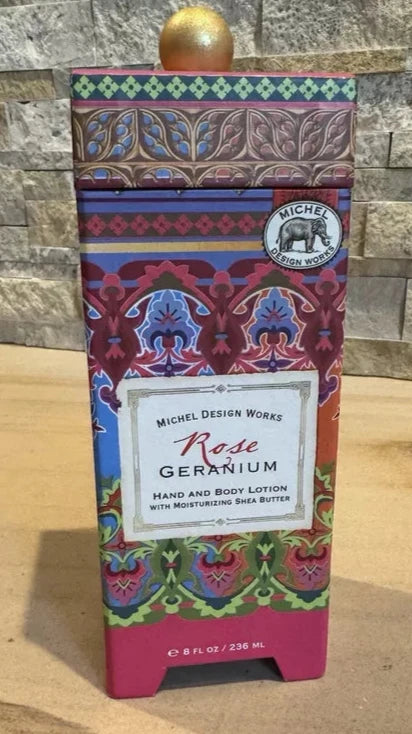 MICHEL
DESIGN WORKS
MICHEL DESIGN WORKS
Rose
GERANIUM
HAND AND BODY LOTION
WITH MOISTURIZING SHEA BUTTER
℮ 8 FL OZ / 236 ML